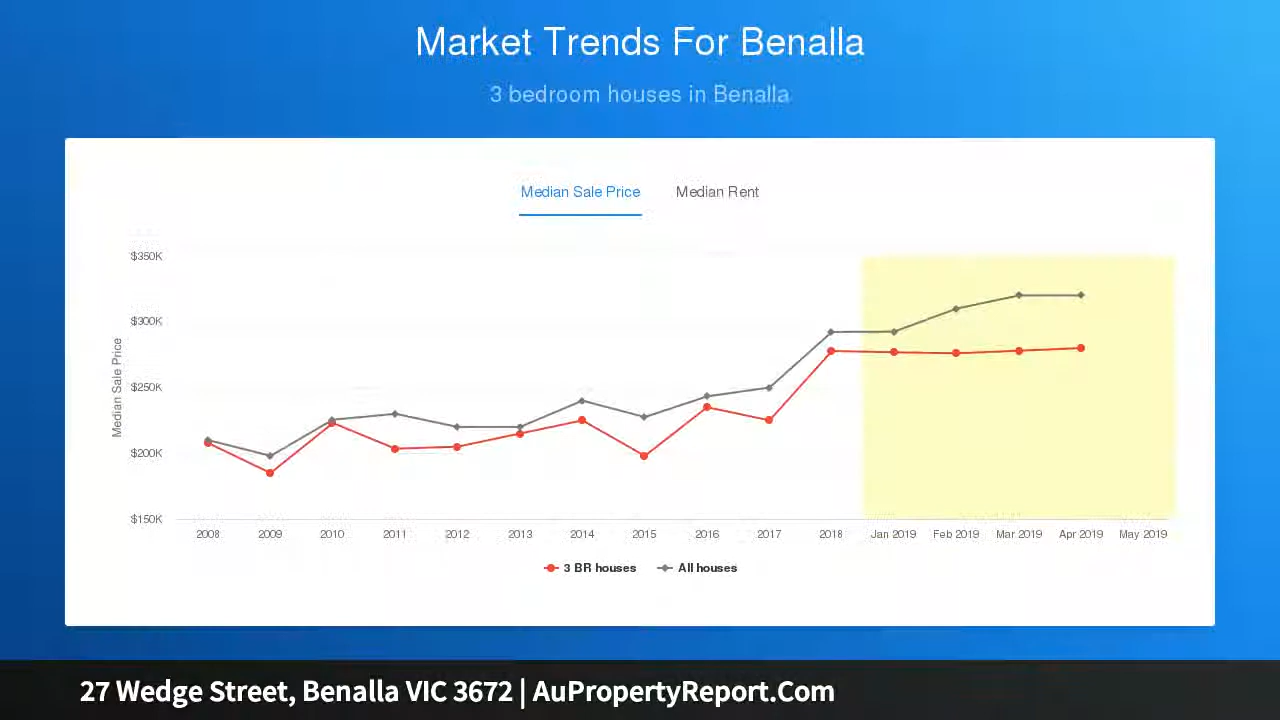 Market Trends For Benalla
3 bedroom houses in Benalla
Median Sale Price Median Rent
Median Sale Price
$350K
$300K
$250K
$200K
$150K
2008 2009 2010 2011 2012 2013 2014 2015 2016 2017 2018 Jan 2019 Feb 2019 Mar 2019 Apr 2019 May 2019
3 BR houses All houses
27 Wedge Street, Benalla VIC 3672 | AuPropertyReport.Com